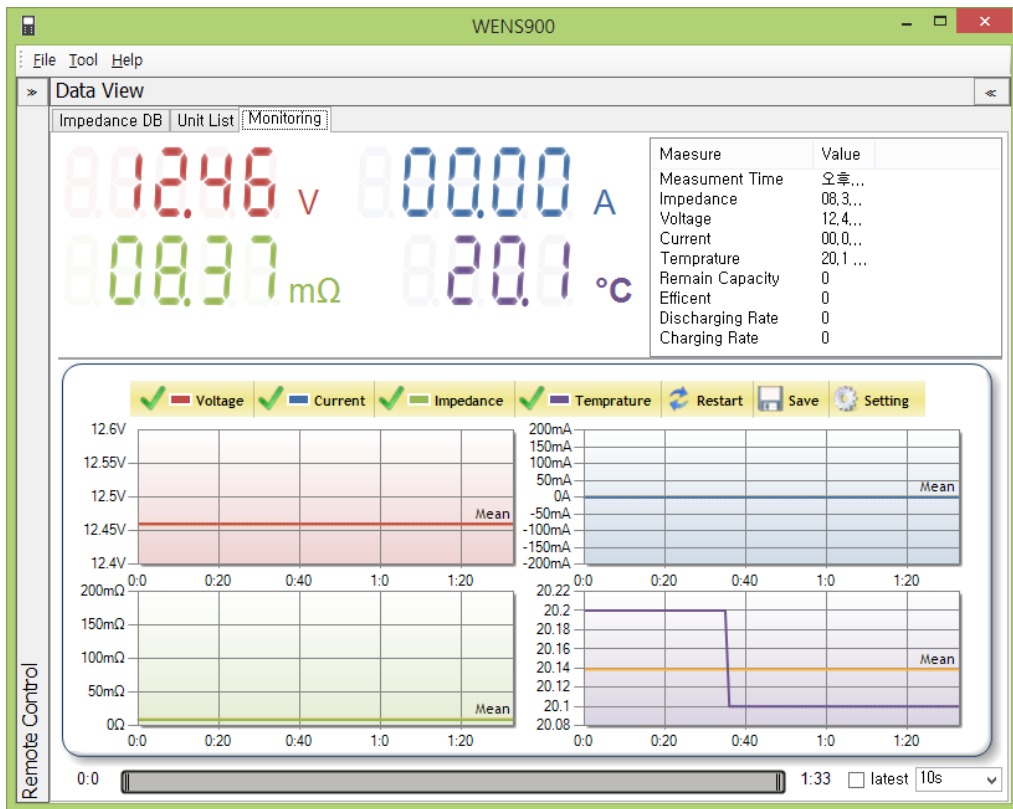 WENS900
File Tool Help
Data View
Impedance DB Unit List Monitoring
12.46 V
00.00 A
08.37 mΩ
20.1 °C
Maesure Value
Measument Time 오후...
Impedance 08,3...
Voltage 12,4...
Current 00,0...
Temprature 20,1 ...
Remain Capacity 0
Efficent 0
Discharging Rate 0
Charging Rate 0
Voltage Current Impedance Temprature Restart Save Setting
12.6V
12.55V
12.5V
12.45V
12.4V
Mean
0:0 0:20 0:40 1:0 1:20
200mA
150mA
100mA
50mA
0A
-50mA
-100mA
-150mA
-200mA
Mean
0:0 0:20 0:40 1:0 1:20
200mΩ
150mΩ
100mΩ
50mΩ
0Ω
Mean
0:0 0:20 0:40 1:0 1:20
20.22
20.2
20.18
20.16
20.14
20.12
20.1
20.08
Mean
0:0 0:20 0:40 1:0 1:20
Remote Control
0:0 1:33 latest 10s